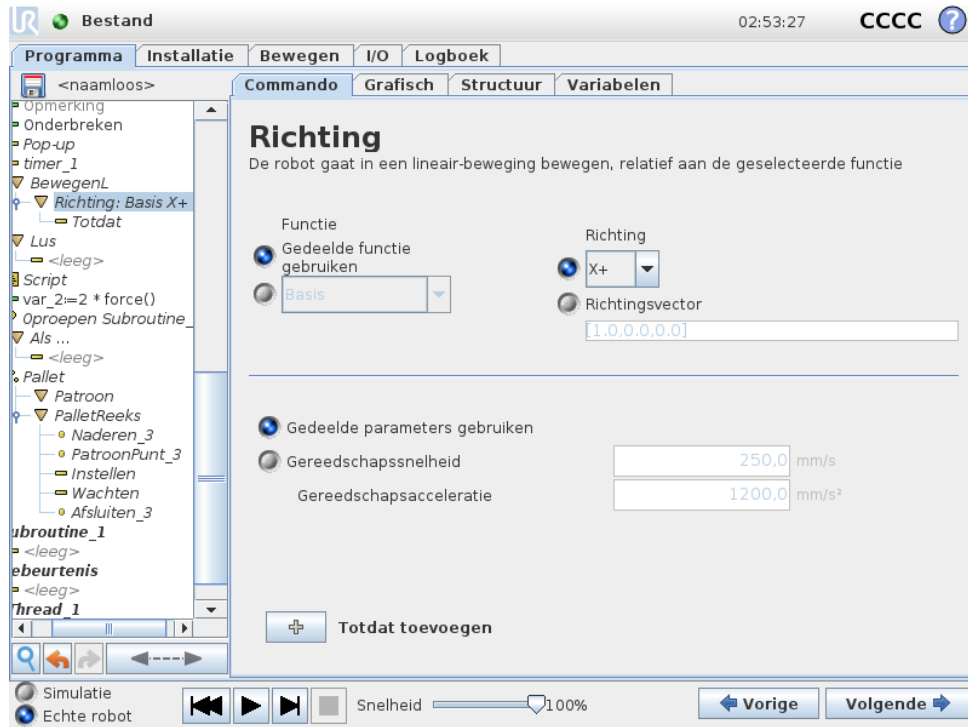 UR Bestand 02:53:27 CCCC ?
Programma Installatie Bewegen I/O Logboek
<naamloos>
Commando Grafisch Structuur Variabelen
Opmerking
Onderbreken
Pop-up
timer_1
BewegenL
Richting: Basis X+
Totdat
Lus
<leeg>
Script
var_2:=2 * force()
Oproepen Subroutine_
Als ...
<leeg>
Pallet
Patroon
PalletReeks
Naderen_3
PatroonPunt_3
Instellen
Wachten
Afsluiten_3
ubroutine_1
<leeg>
ebeurtenis
<leeg>
Thread_1
Richting
De robot gaat in een lineair-beweging bewegen, relatief aan de geselecteerde functie
Functie
Gedeelde functie
gebruiken
Basis
Richting
X+
Richtingsvector
[1.0,0.0,0.0]
Gedeelde parameters gebruiken
Gereedschapssnelheid 250,0 mm/s
Gereedschapsacceleratie 1200,0 mm/s²
Totdat toevoegen
Simulatie
Echte robot
Snelheid 100%
Vorige
Volgende